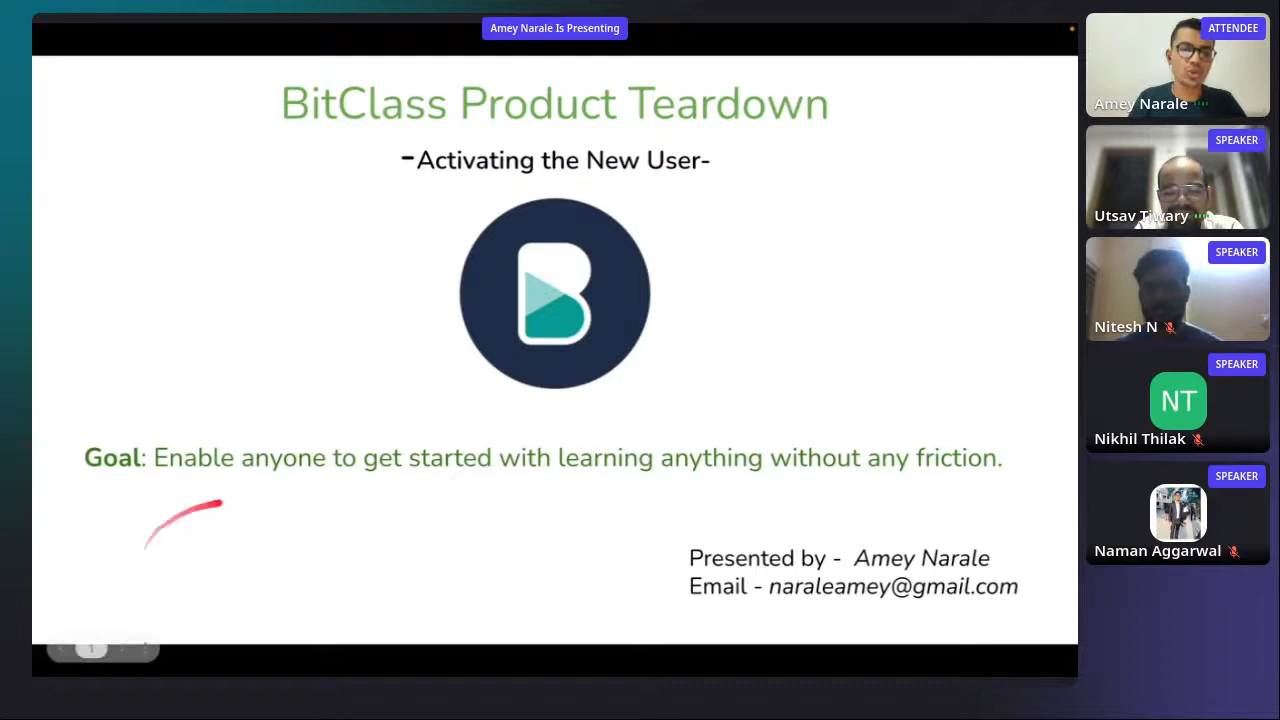 Amey Narale Is Presenting
BitClass Product Teardown
-Activating the New User-
B
Goal: Enable anyone to get started with learning anything without any friction.
Presented by - Amey Narale
Email - naraleamey@gmail.com
1
ATTENDEE
Amey Narale
SPEAKER
Utsav Tiwary
SPEAKER
Nitesh N
SPEAKER
NT
Nikhil Thilak
SPEAKER
Naman Aggarwal